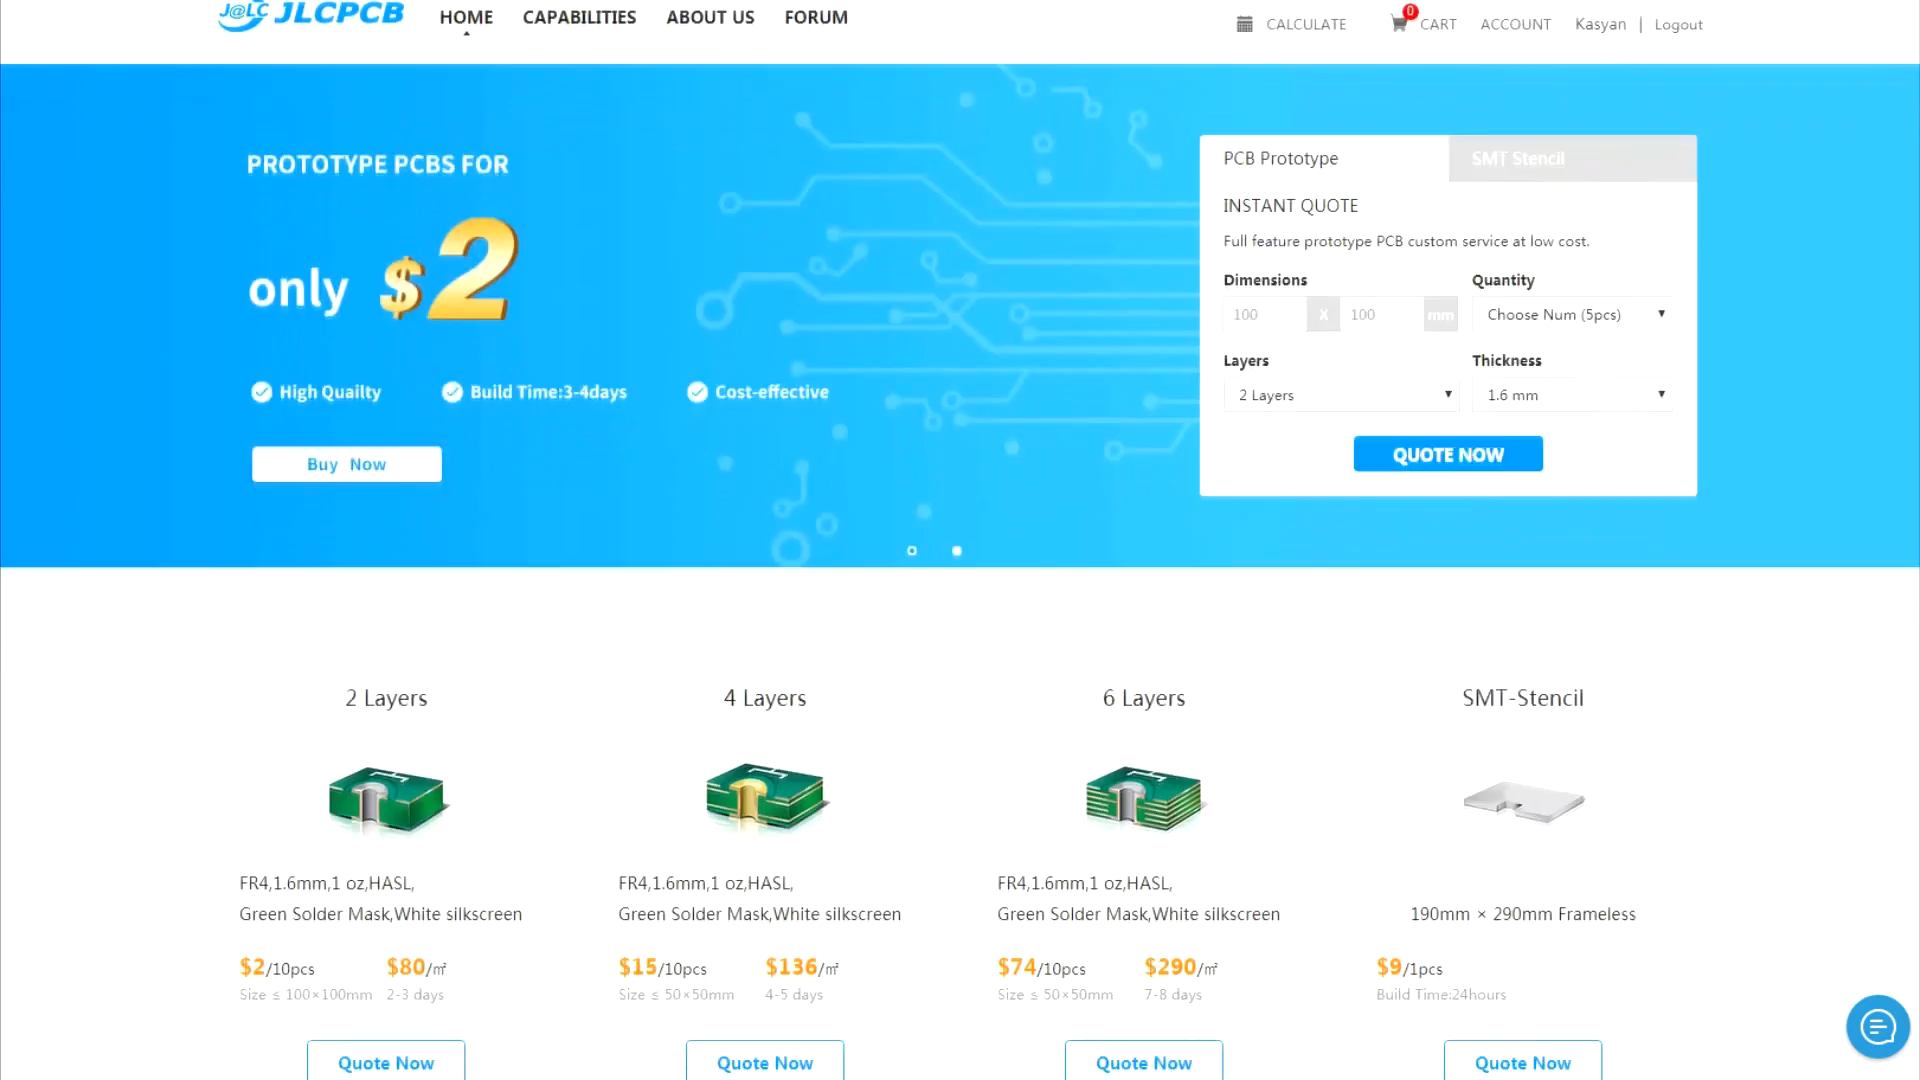 J@LC JLCPCB
HOME CAPABILITIES ABOUT US FORUM
CALCULATE 0 CART ACCOUNT Kasyan | Logout
PROTOTYPE PCBS FOR
only $2
High Quailty Build Time:3-4days Cost-effective
Buy Now
PCB Prototype SMT Stencil
INSTANT QUOTE
Full feature prototype PCB custom service at low cost.
Dimensions Quantity
100 X 100 mm Choose Num (5pcs)
Layers Thickness
2 Layers 1.6 mm
QUOTE NOW
2 Layers 4 Layers 6 Layers SMT-Stencil
FR4,1.6mm,1 oz,HASL, FR4,1.6mm,1 oz,HASL, FR4,1.6mm,1 oz,HASL,
Green Solder Mask,White silkscreen Green Solder Mask,White silkscreen Green Solder Mask,White silkscreen 190mm × 290mm Frameless
$2/10pcs $80/㎡ $15/10pcs $136/㎡ $74/10pcs $290/㎡ $9/1pcs
Size ≤ 100×100mm 2-3 days Size ≤ 50×50mm 4-5 days Size ≤ 50×50mm 7-8 days Build Time:24hours
Quote Now Quote Now Quote Now Quote Now